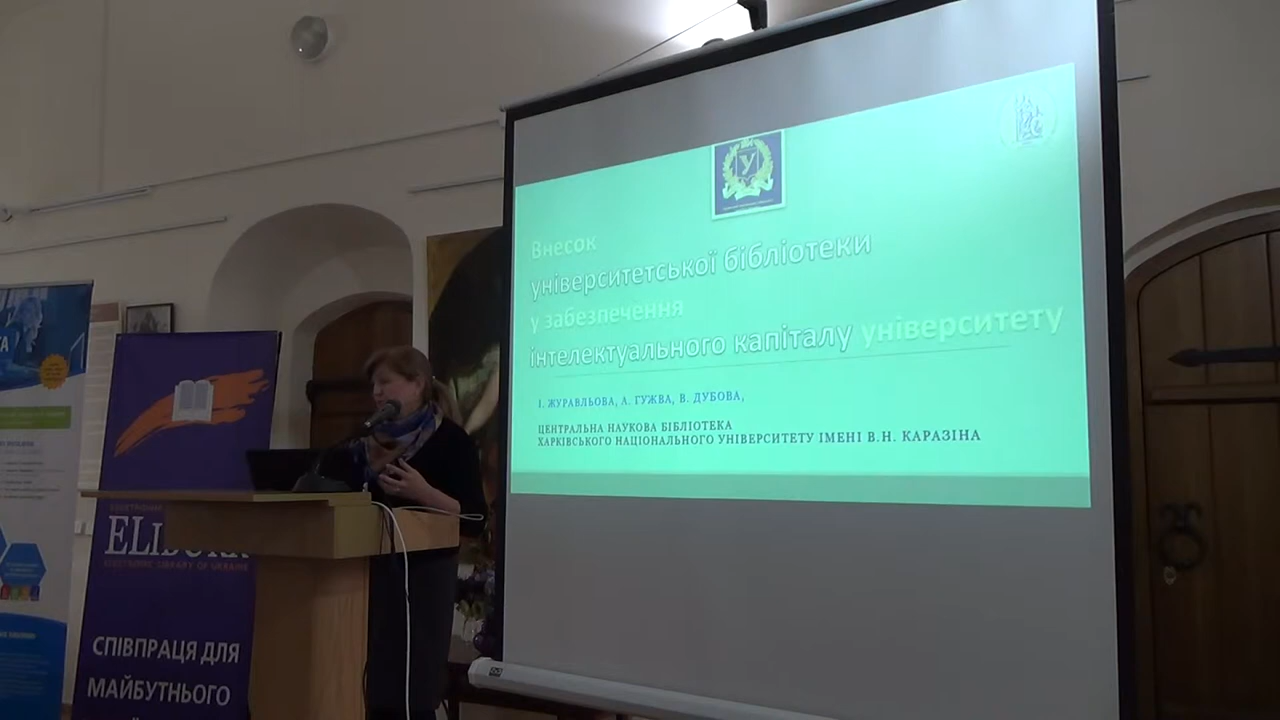 Внесок
університетської бібліотеки
у забезпечення
інтелектуального капіталу університету
І. ЖУРАВЛЬОВА, А. ГУЖВА, В. ДУБОВА,
ЦЕНТРАЛЬНА НАУКОВА БІБЛІОТЕКА
ХАРКІВСЬКОГО НАЦІОНАЛЬНОГО УНІВЕРСИТЕТУ ІМЕНІ В.Н. КАРАЗІНА
ELECTRONIC LIBRARY OF UKRAINE
СПІВПРАЦЯ ДЛЯ
МАЙБУТНЬОГО